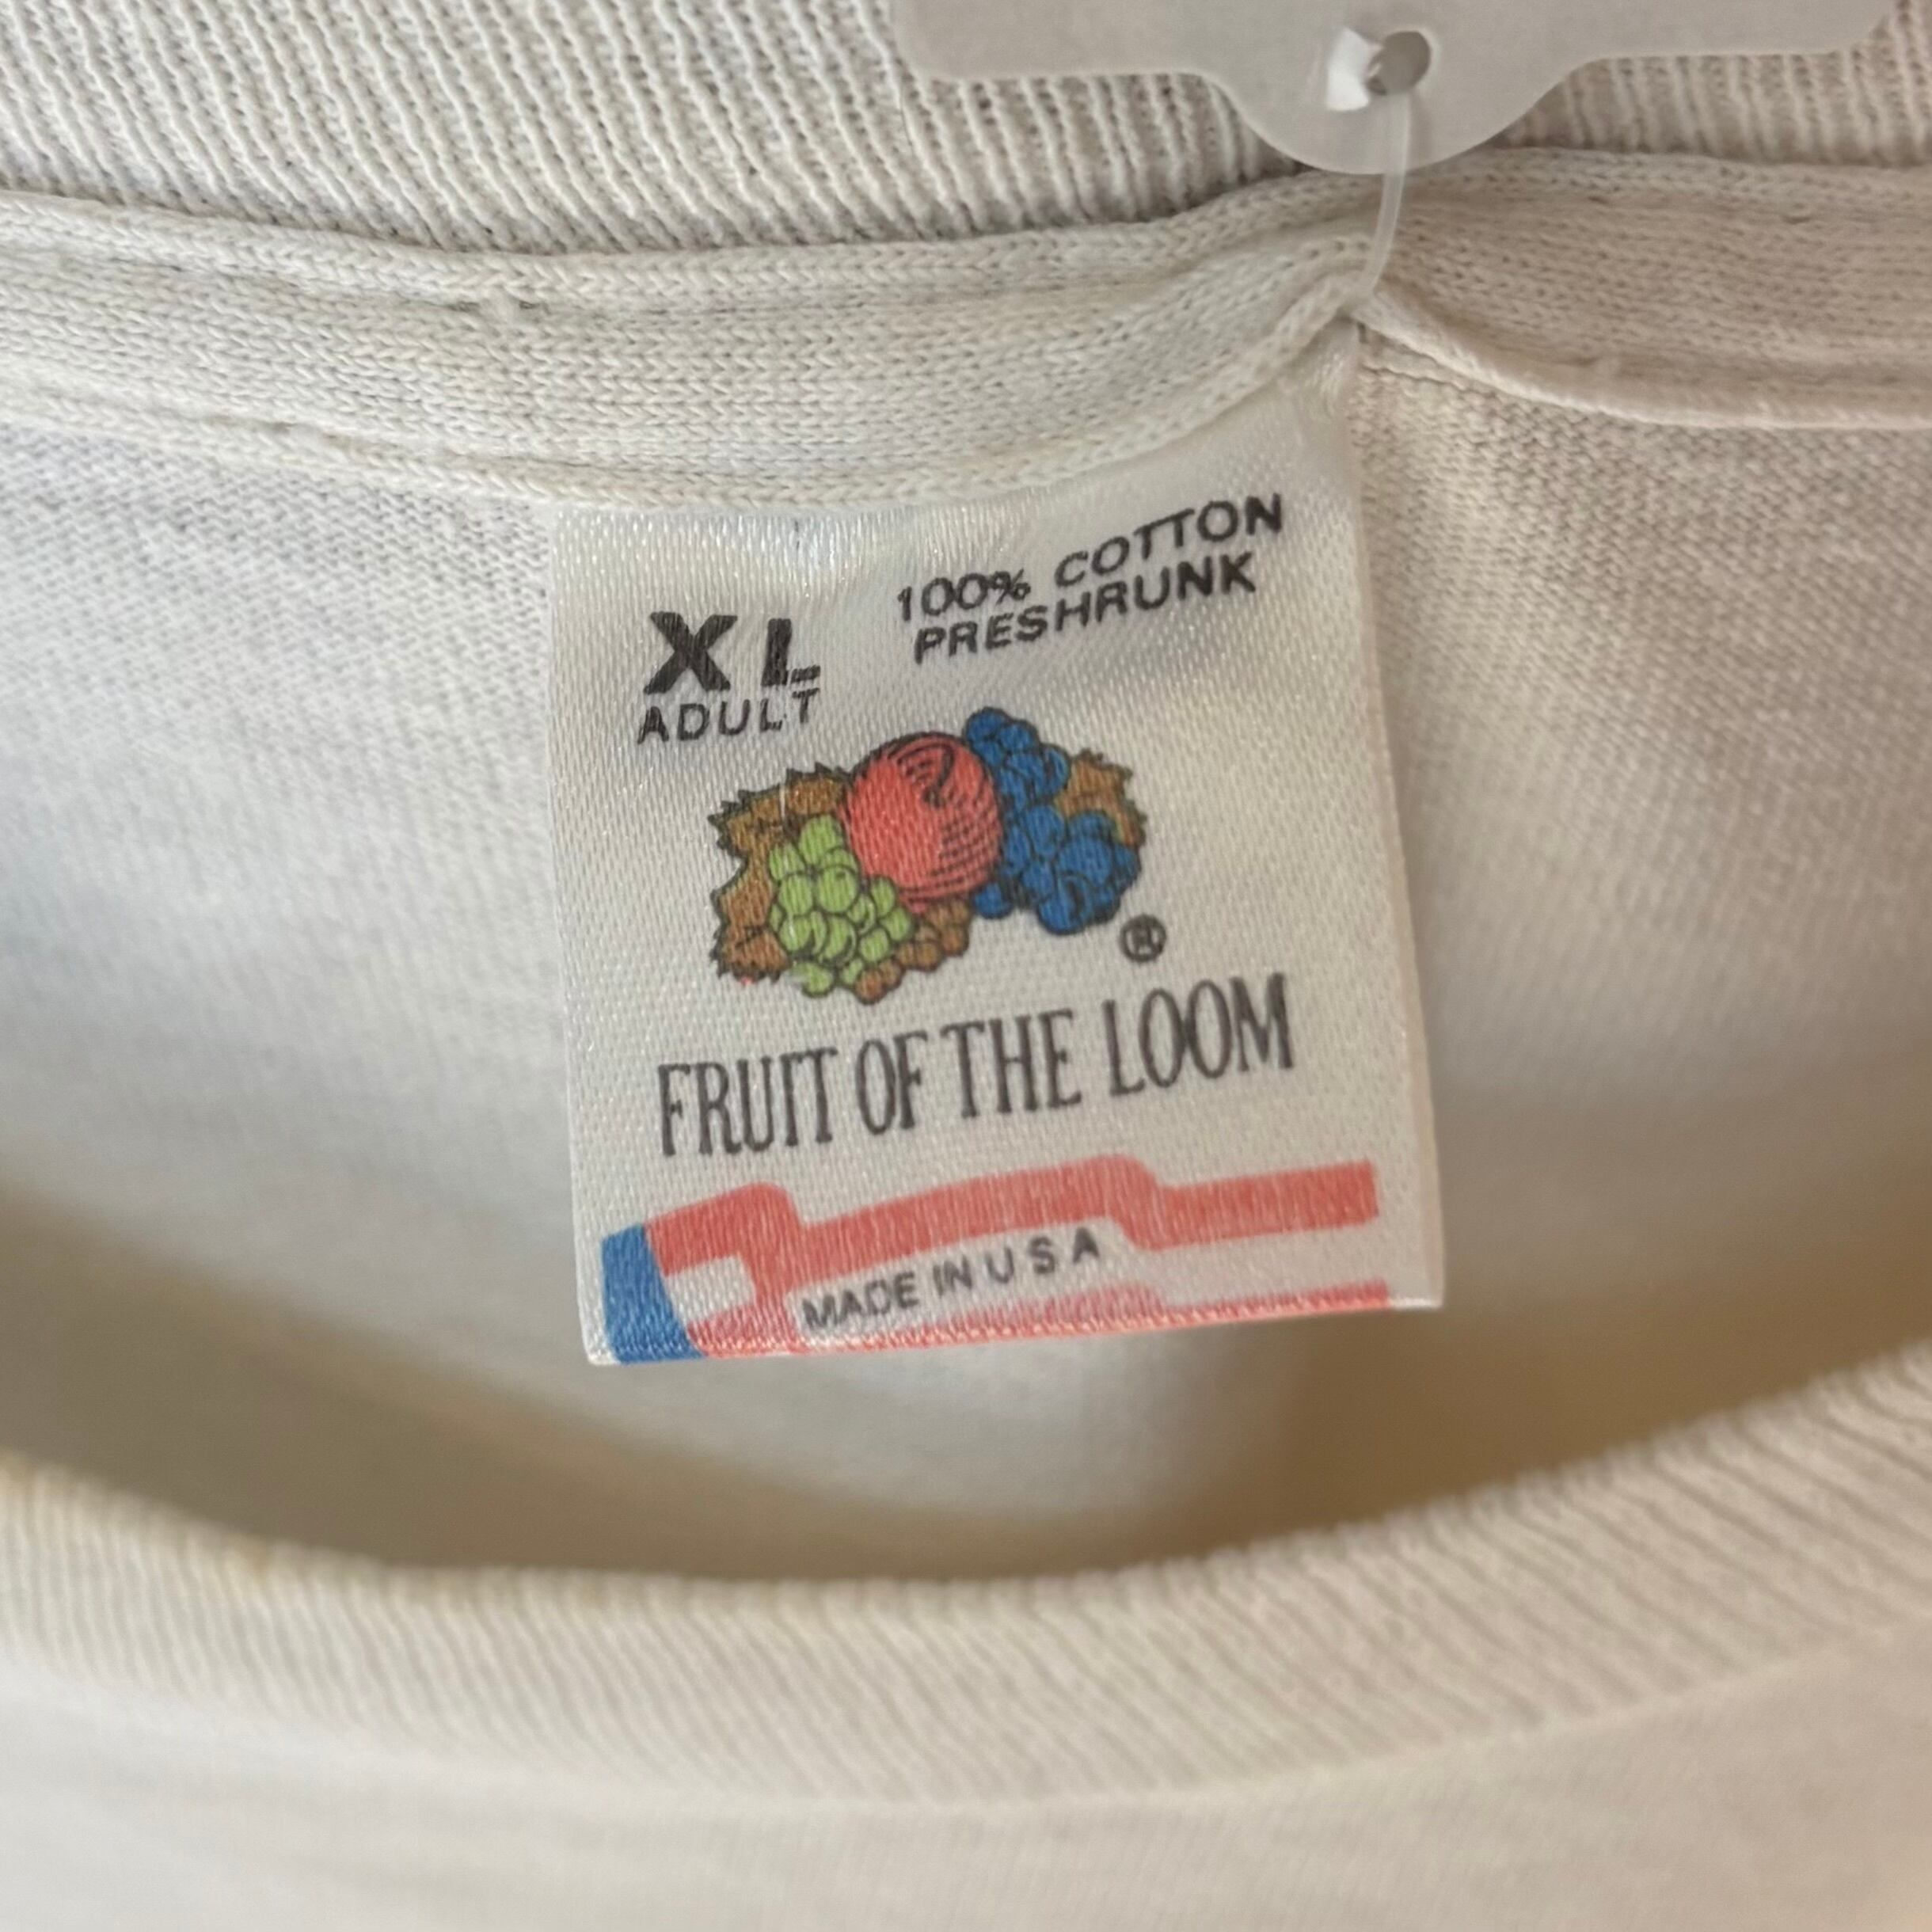 XL
ADULT
100% COTTON
PRESHRUNK
®
FRUIT OF THE LOOM
MADE IN U S A